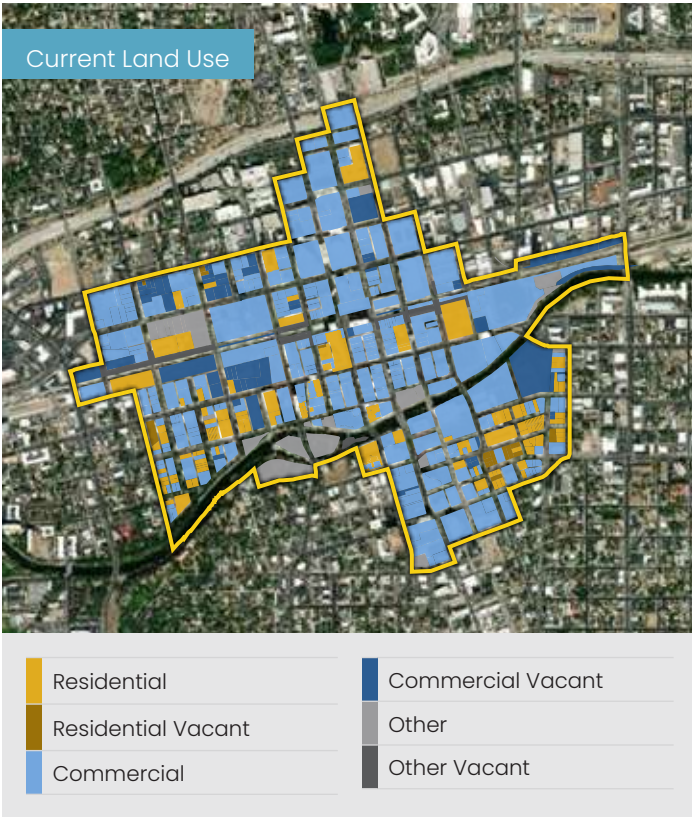 Current Land Use
Residential
Residential Vacant
Commercial
Commercial Vacant
Other
Other Vacant